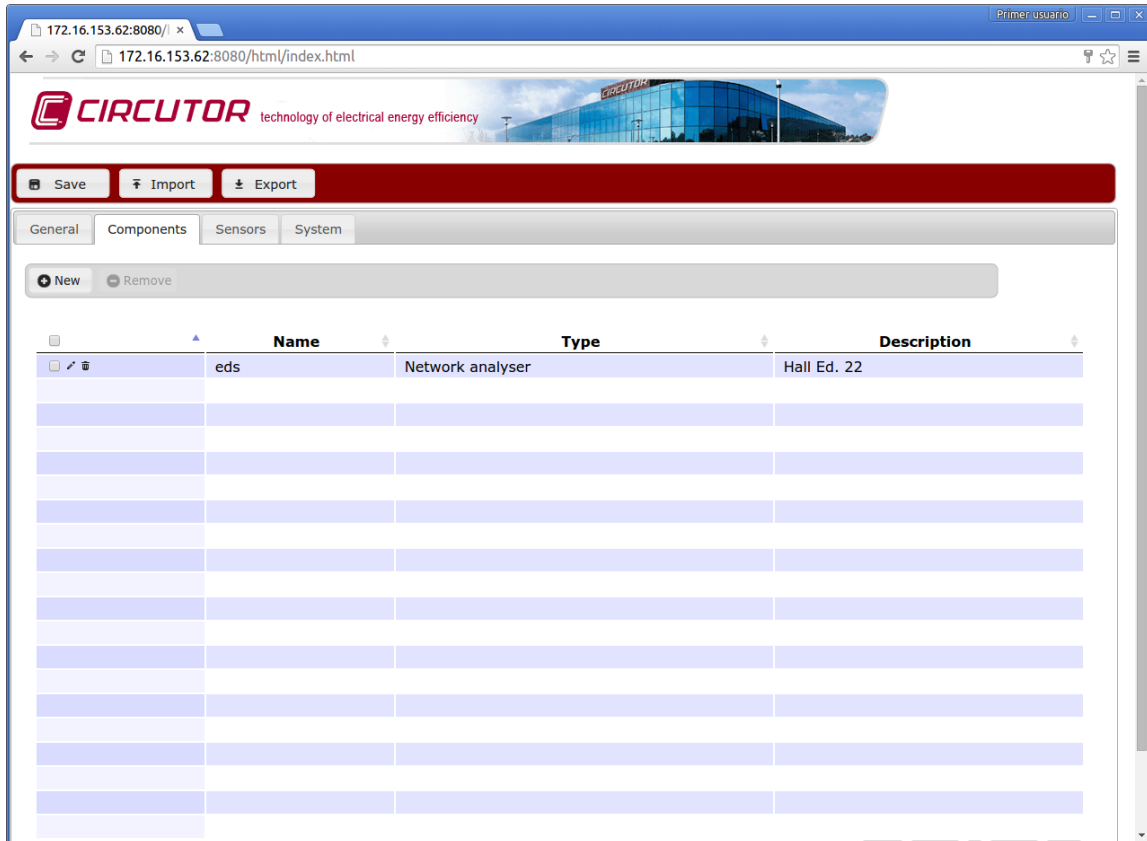 Primer usuario
172.16.153.62:8080/
172.16.153.62:8080/html/index.html
CIRCUTOR technology of electrical energy efficiency
CIRCUTOR
Save Import Export
General Components Sensors System
New Remove
Name Type Description
eds Network analyser Hall Ed. 22